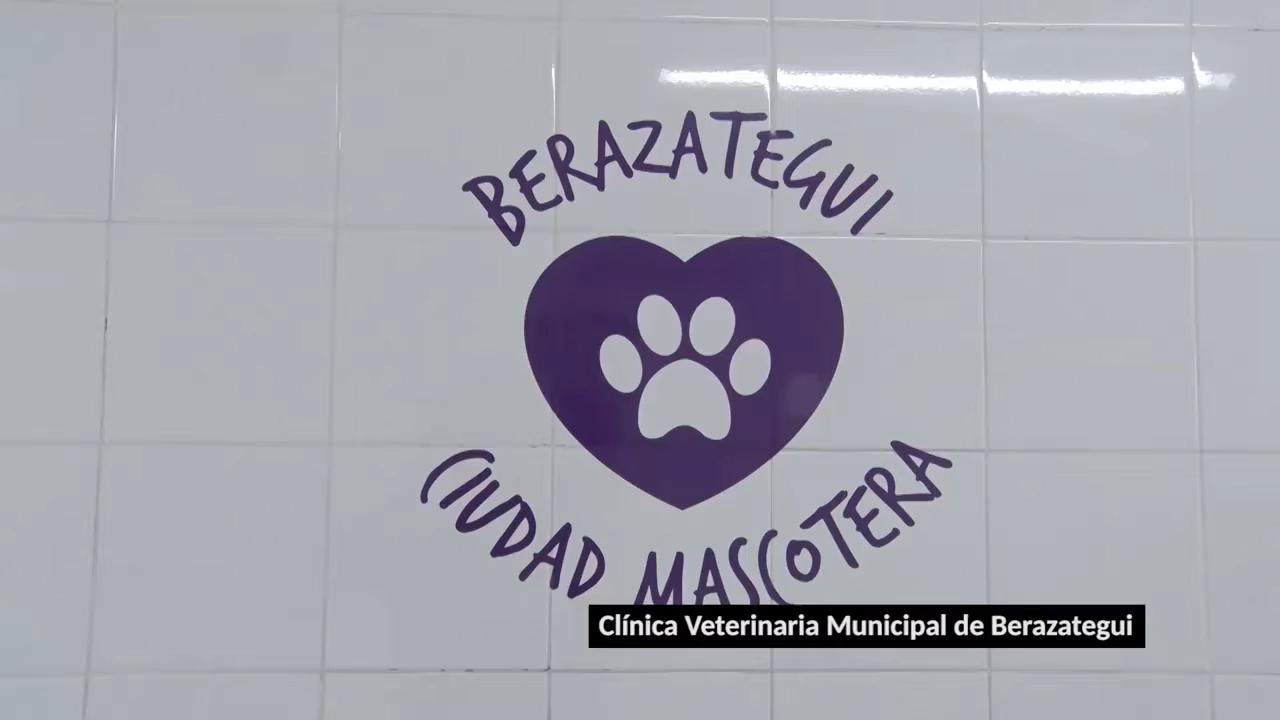 BERAZATEGUI
CIUDAD MASCOTERA
Clínica Veterinaria Municipal de Berazategui